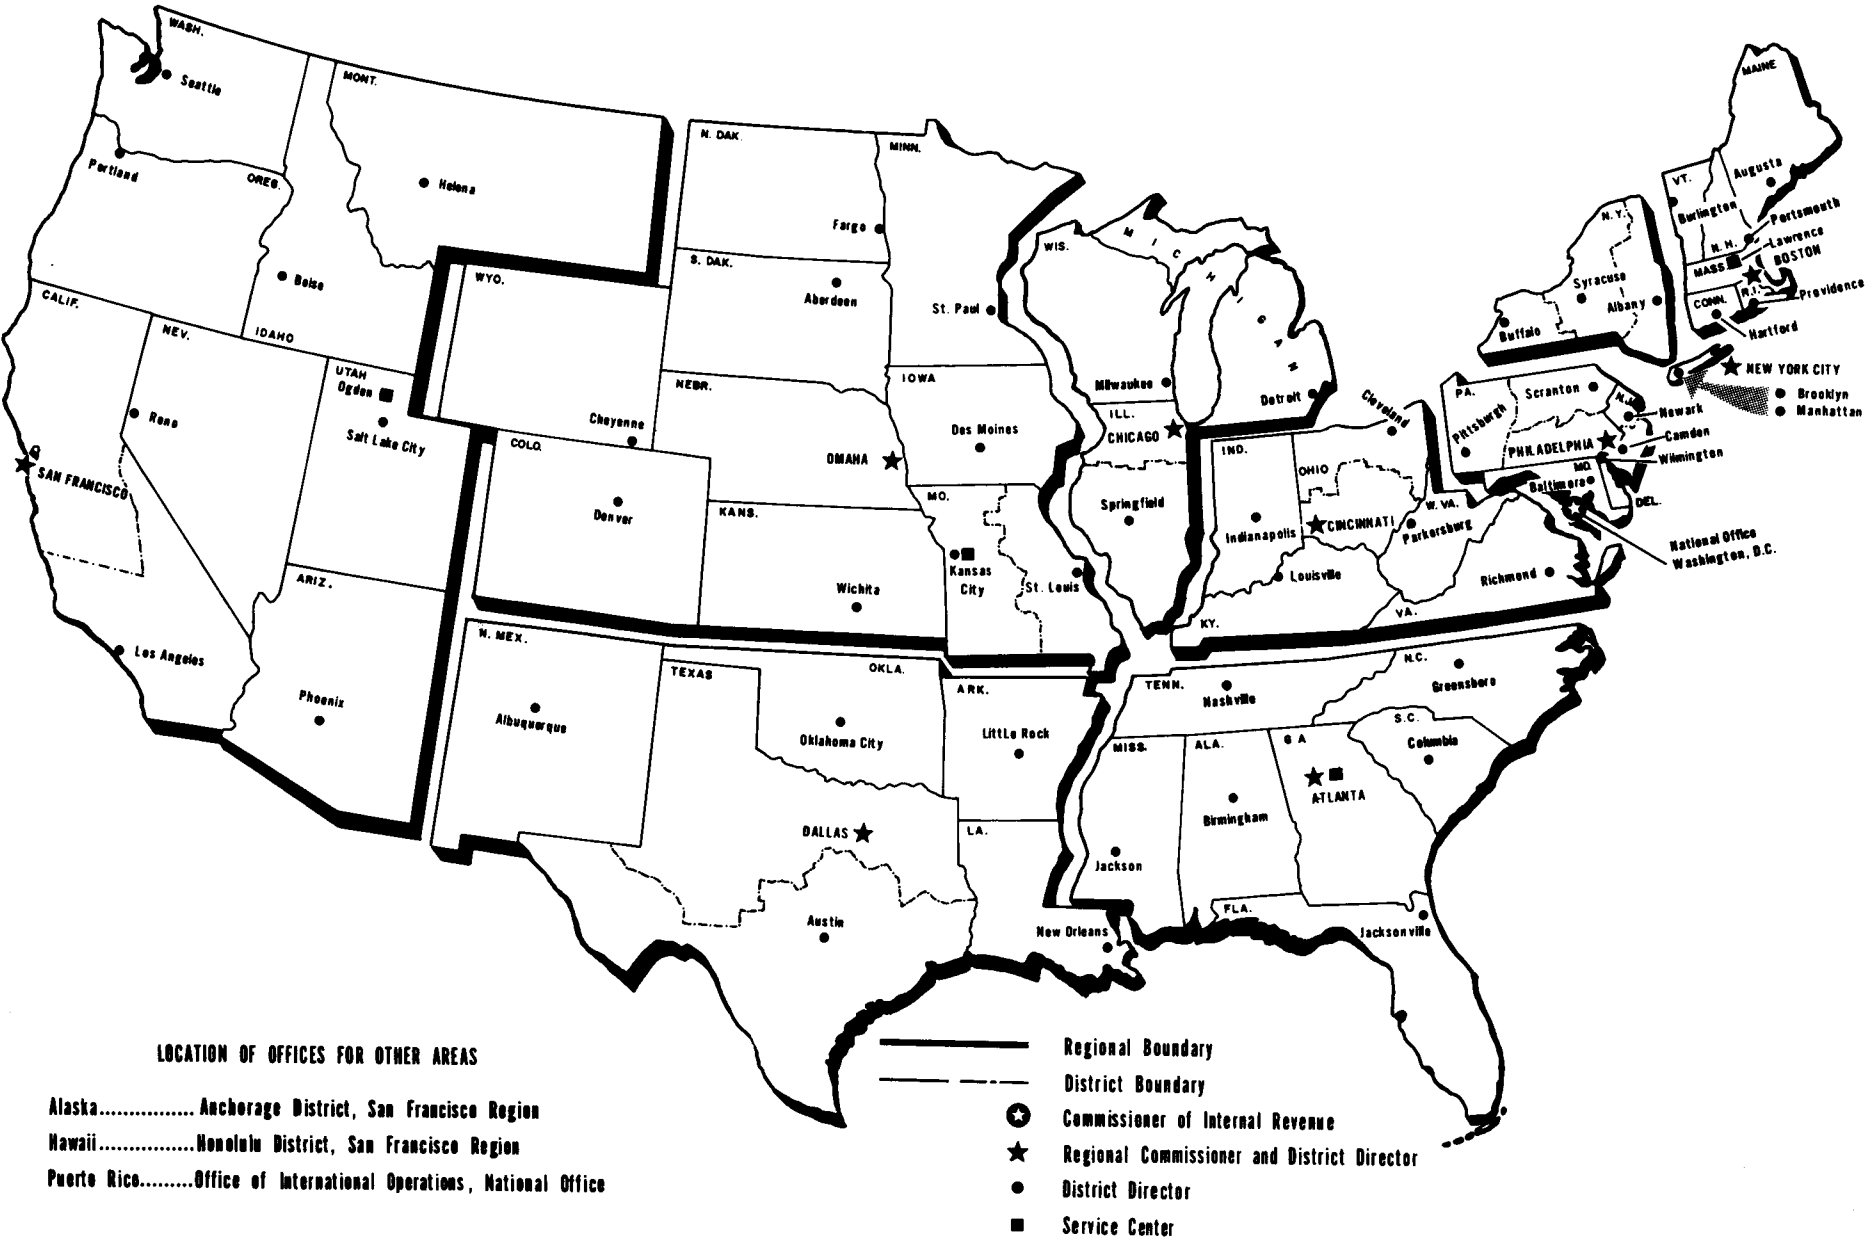 WASH.
Seattle
MONT.
Portland
ORES.
Helena
Boise
IDAHO
CALIF.
NEV.
UTAH
Ogden
Reno
Salt Lake City
SAN FRANCISCO
Los Angeles
ARIZ.
Phoenix
WYO.
Cheyenne
COLO.
Denver
N. DAK.
Fargo
S. DAK.
Aberdeen
NEBR.
OMAHA
KANS.
Wichita
MINN.
St. Paul
IOWA
Des Moines
MO.
Kansas
City
St. Louis
N. MEX.
Albuquerque
TEXAS
DALLAS
Austin
OKLA.
Oklahoma City
ARK.
Little Rock
LA.
New Orleans
WIS.
Milwaukee
MICHIGAN
Detroit
ILL.
CHICAGO
Springfield
IND.
Indianapolis
OHIO
Cleveland
CINCINNATI
KY.
Louisville
W. VA.
Parkersburg
VA.
Richmond
TENN.
Nashville
N.C.
Greensboro
S.C.
Columbia
MISS.
Jackson
ALA.
Birmingham
GA
ATLANTA
FLA.
Jacksonville
MAINE
Augusta
VT.
Burlington
N. H.
Portsmouth
Lawrence
MASS.
BOSTON
R.I.
Providence
CONN.
Hartford
N.Y.
Syracuse
Albany
Buffalo
NEW YORK CITY
Brooklyn
Manhattan
PA.
Scranton
Pittsburgh
PHILADELPHIA
N.J.
Newark
Camden
Wilmington
MD.
Baltimore
DEL.
National Office
Washington, D.C.
LOCATION OF OFFICES FOR OTHER AREAS
Alaska................ Anchorage District, San Francisco Region
Hawaii................Honolulu District, San Francisco Region
Puerto Rico.........Office of International Operations, National Office
Regional Boundary
District Boundary
Commissioner of Internal Revenue
Regional Commissioner and District Director
District Director
Service Center